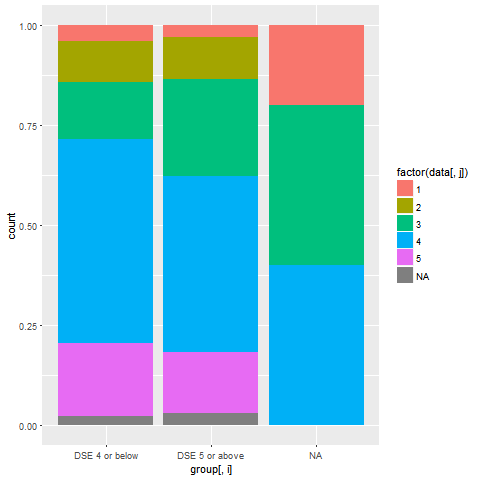 1.00
0.75
0.50
0.25
0.00
count
DSE 4 or below
DSE 5 or above
NA
group[, i]
factor(data[, j])
1
2
3
4
5
NA